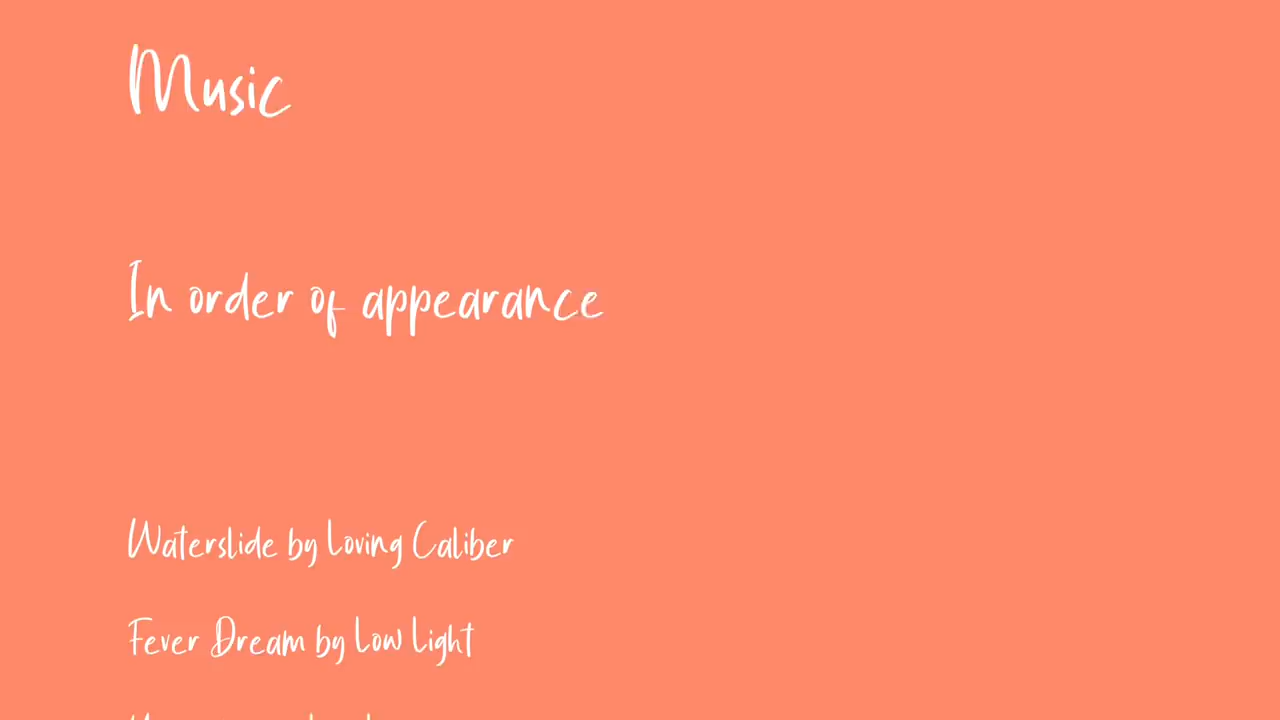 Music
In order of appearance
Waterslide by Loving Caliber
Fever Dream by Low Light